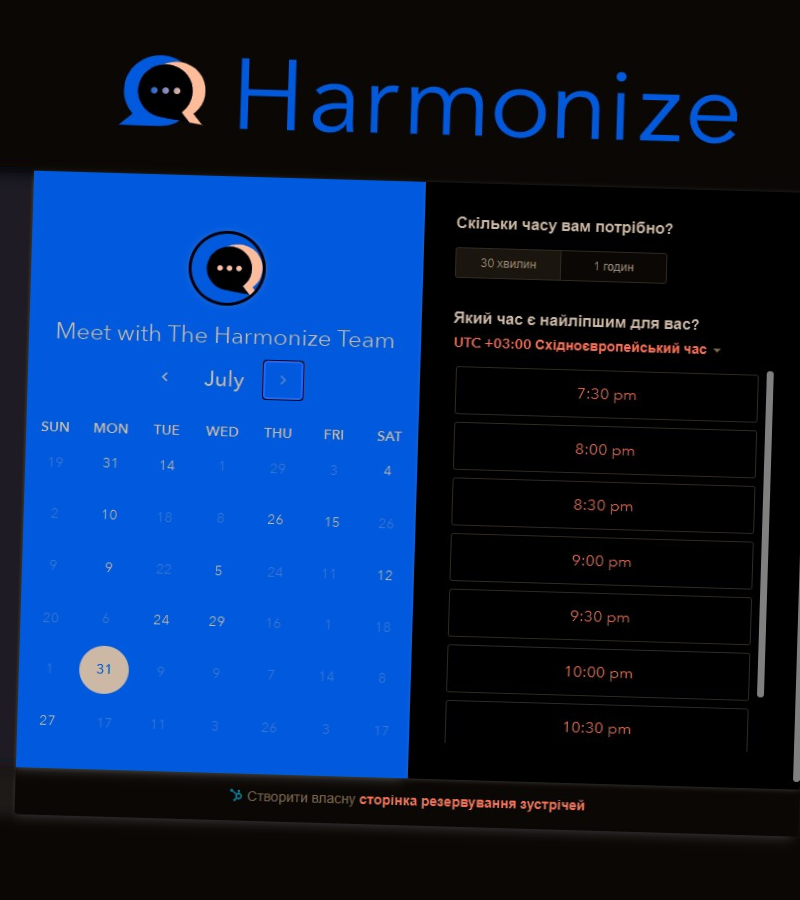 Harmonize
Meet with The Harmonize Team
July
SUN MON TUE WED THU FRI SAT
19 31 14 1 29 3 4
2 10 18 8 26 15 26
9 9 22 5 24 11 12
20 6 24 29 16 1 18
1 31 9 9 7 14 8
27 17 11 3 26 3 17
Скільки часу вам потрібно?
30 хвилин 1 годин
Який час є найліпшим для вас?
UTC +03:00 Східноєвропейський час
7:30 pm
8:00 pm
8:30 pm
9:00 pm
9:30 pm
10:00 pm
10:30 pm
Створити власну сторінка резервування зустрічей